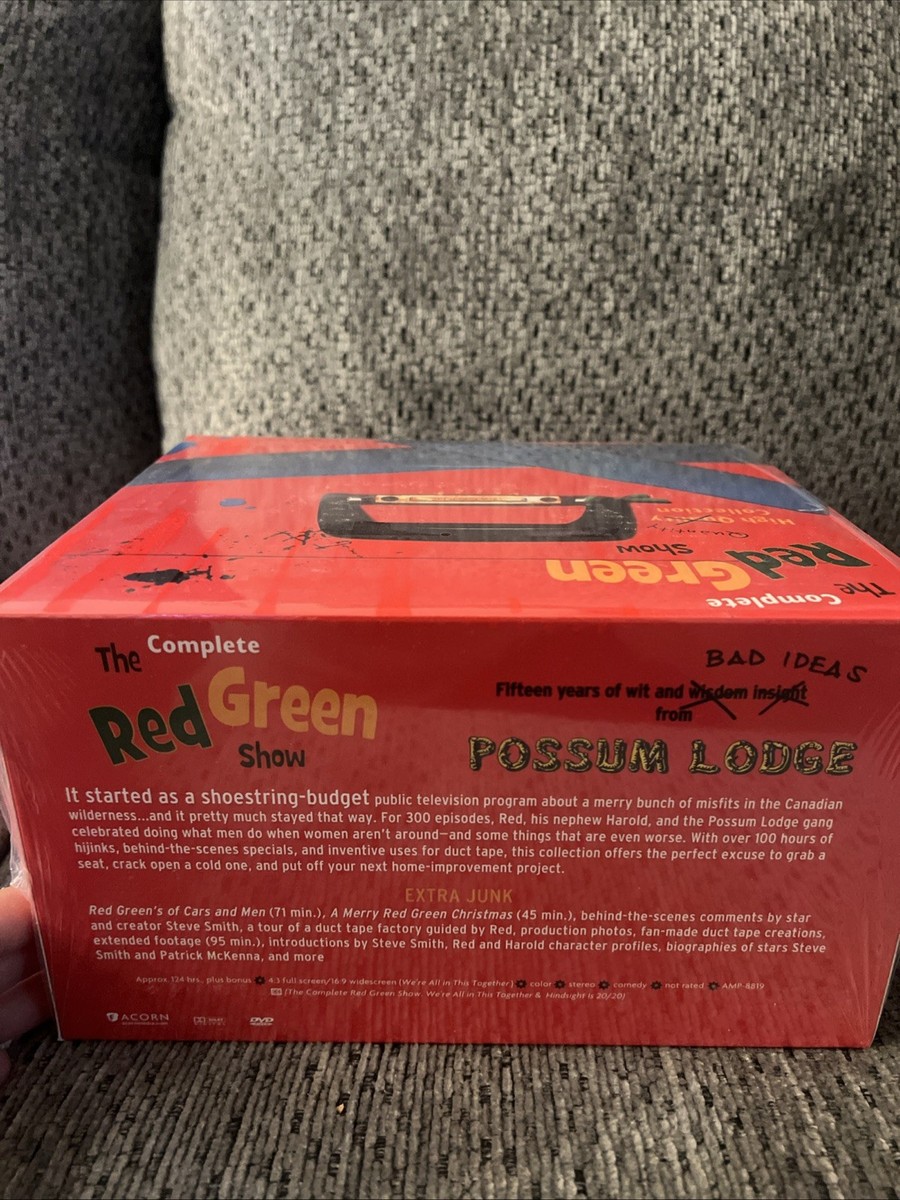 Collection
High Quality
Quantity
Show
Red Green
The
Complete
The Complete
Red Green
Show
BAD IDEAS
Fifteen years of wit and wisdom insight
from
POSSUM LODGE
It started as a shoestring-budget public television program about a merry bunch of misfits in the Canadian
wilderness...and it pretty much stayed that way. For 300 episodes, Red, his nephew Harold, and the Possum Lodge gang
celebrated doing what men do when women aren't around—and some things that are even worse. With over 100 hours of
hijinks, behind-the-scenes specials, and inventive uses for duct tape, this collection offers the perfect excuse to grab a
seat, crack open a cold one, and put off your next home-improvement project.
EXTRA JUNK
Red Green's of Cars and Men (71 min.), A Merry Red Green Christmas (45 min.), behind-the-scenes comments by star
and creator Steve Smith, a tour of a duct tape factory guided by Red, production photos, fan-made duct tape creations,
extended footage (95 min.), introductions by Steve Smith, Red and Harold character profiles, biographies of stars Steve
Smith and Patrick McKenna, and more
Approx. 124 hrs., plus bonus 4:3 full screen/16:9 widescreen (We're All in This Together) color stereo comedy not rated AMP-8819
(The Complete Red Green Show, We're All in This Together & Hindsight is 20/20)
ACORN
DVD